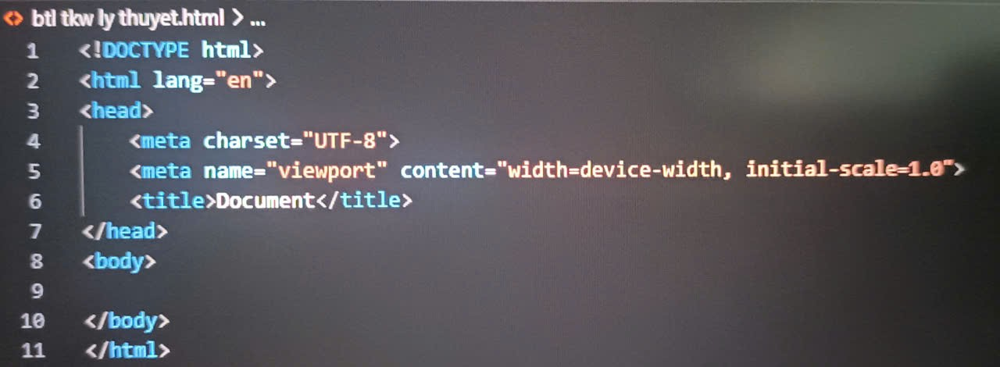 btl tkw ly thuyet.html > ...
1 <!DOCTYPE html>
2 <html lang="en">
3 <head>
4 <meta charset="UTF-8">
5 <meta name="viewport" content="width=device-width, initial-scale=1.0">
6 <title>Document</title>
7 </head>
8 <body>
9
10 </body>
11 </html>